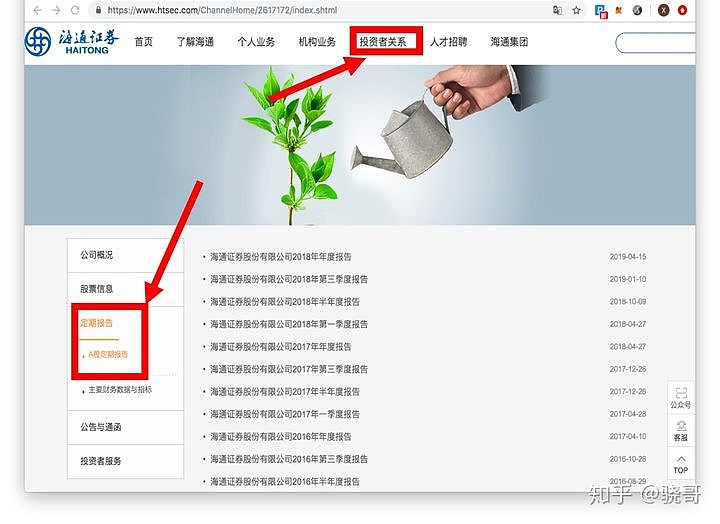 https://www.htsec.com/ChannelHome/2617172/index.shtml
海通证券
HAITONG
首页 了解海通 个人业务 机构业务 投资者关系 人才招聘 海通集团
公司概况
股票信息
定期报告
A股定期报告
主要财务数据与指标
公告与通函
投资者服务
• 海通证券股份有限公司2018年年度报告 2019-04-15
• 海通证券股份有限公司2018年第三季度报告 2019-01-10
• 海通证券股份有限公司2018年半年度报告 2018-10-09
• 海通证券股份有限公司2018年第一季度报告 2018-04-27
• 海通证券股份有限公司2017年年度报告 2018-04-27
• 海通证券股份有限公司2017年第三季度报告 2017-12-26
• 海通证券股份有限公司2017年半年度报告 2017-12-26
• 海通证券股份有限公司2017年一季度报告 2017-04-28
• 海通证券股份有限公司2016年年度报告 2017-04-10
• 海通证券股份有限公司2016年第三季度报告 2016-10-28
• 海通证券股份有限公司2016年半年度报告 2016-08-29
公众号
客服
TOP
知乎 @骁哥